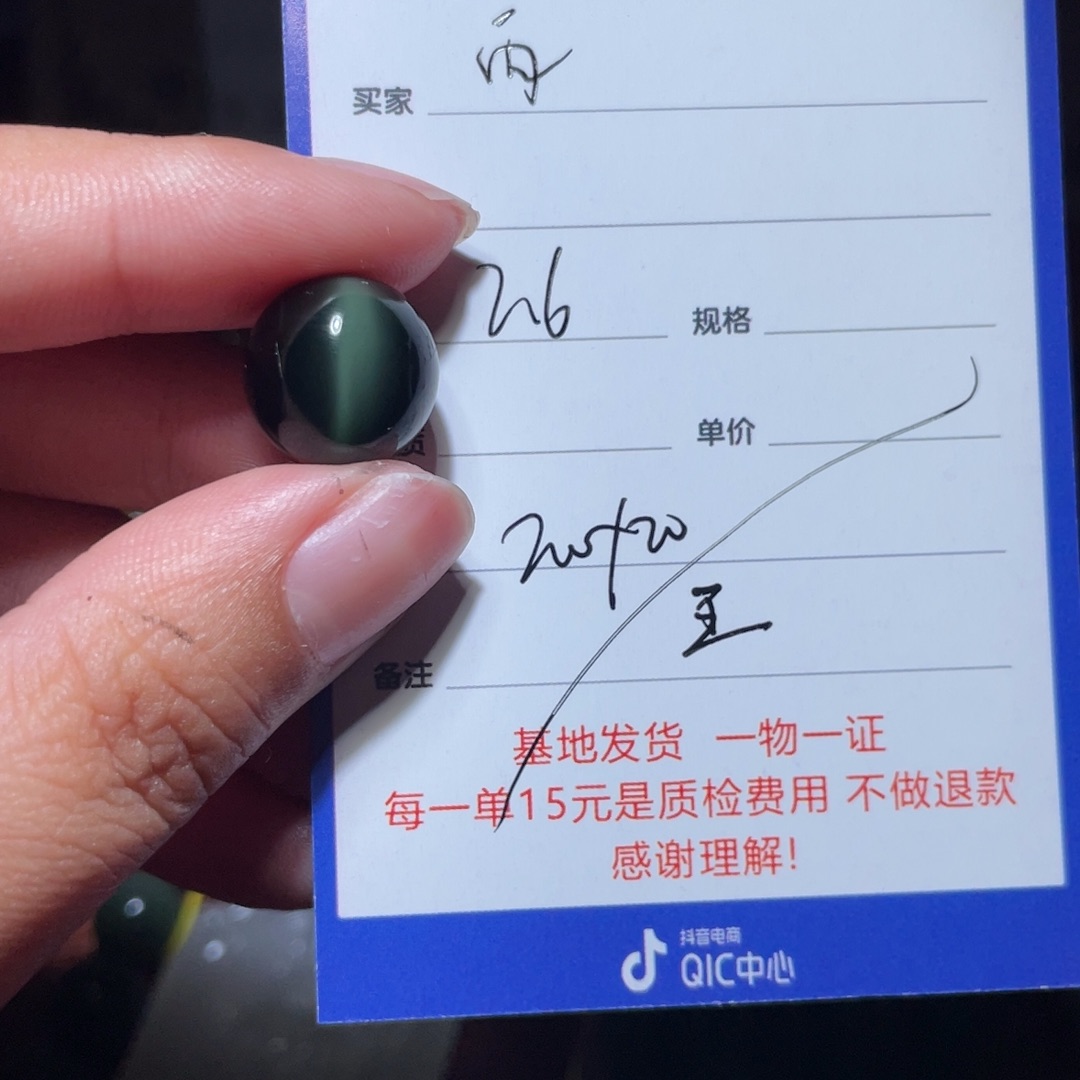 雨
买家
26
规格
单价
200+20
王
备注
基地发货 一物一证
每一单15元是质检费用 不做退款
感谢理解!
抖音电商
QIC中心